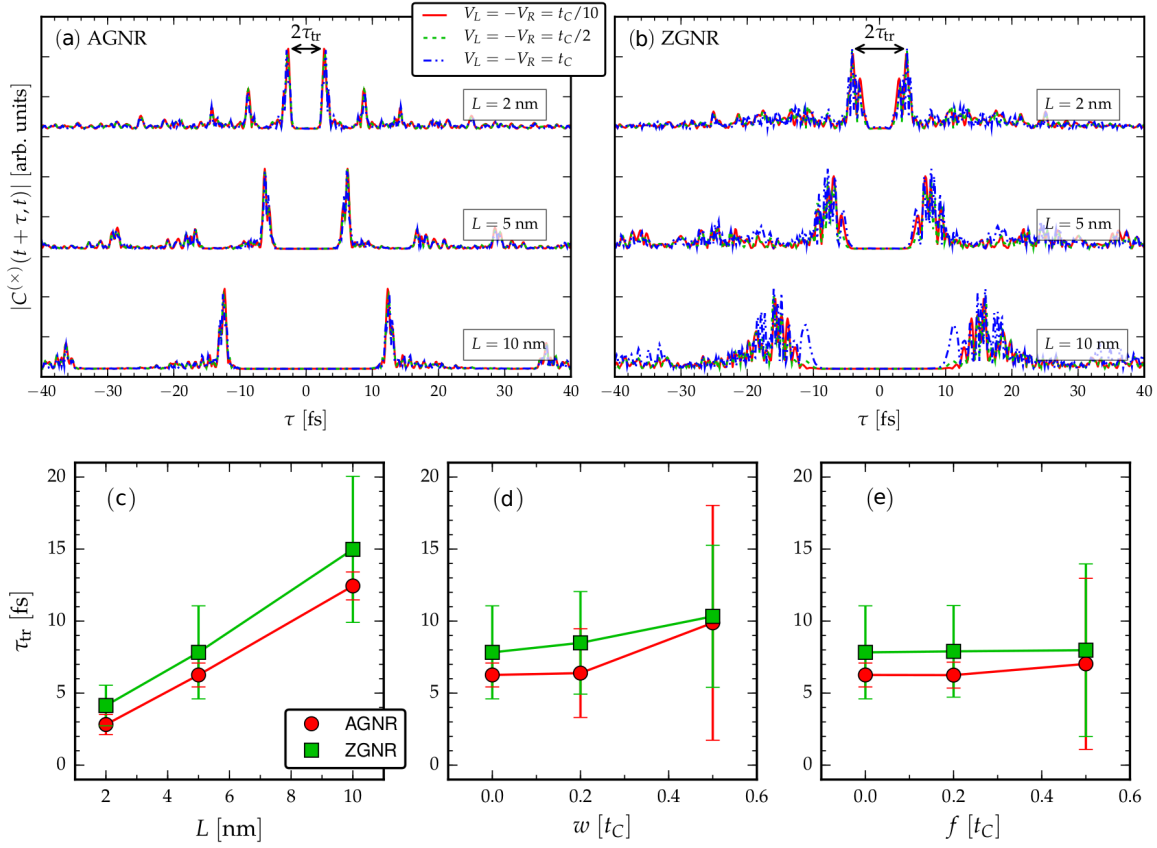 (a) AGNR
2τtr
V_L = −V_R = t_C/10
V_L = −V_R = t_C/2
V_L = −V_R = t_C
(b) ZGNR
2τtr
|C^(×)(t + τ, t)| [arb. units]
L = 2 nm
L = 5 nm
L = 10 nm
L = 2 nm
L = 5 nm
L = 10 nm
−40 −30 −20 −10 0 10 20 30 40
τ [fs]
−40 −30 −20 −10 0 10 20 30 40
τ [fs]
(c)
τtr [fs]
20
15
10
5
0
AGNR
ZGNR
2 3 4 5 6 7 8 9 10
L [nm]
(d)
20
15
10
5
0
0.0 0.2 0.4 0.6
w [t_C]
(e)
20
15
10
5
0
0.0 0.2 0.4 0.6
f [t_C]